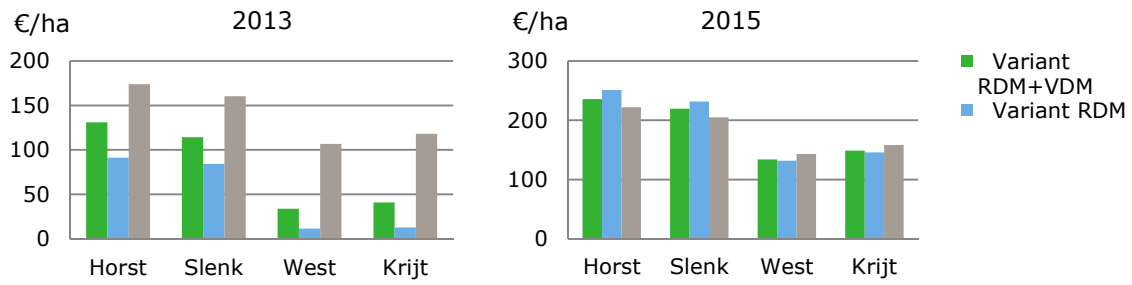 €/ha 2013
200
150
100
50
0
Horst Slenk West Krijt
€/ha 2015
300
200
100
0
Horst Slenk West Krijt
Variant
RDM+VDM
Variant RDM